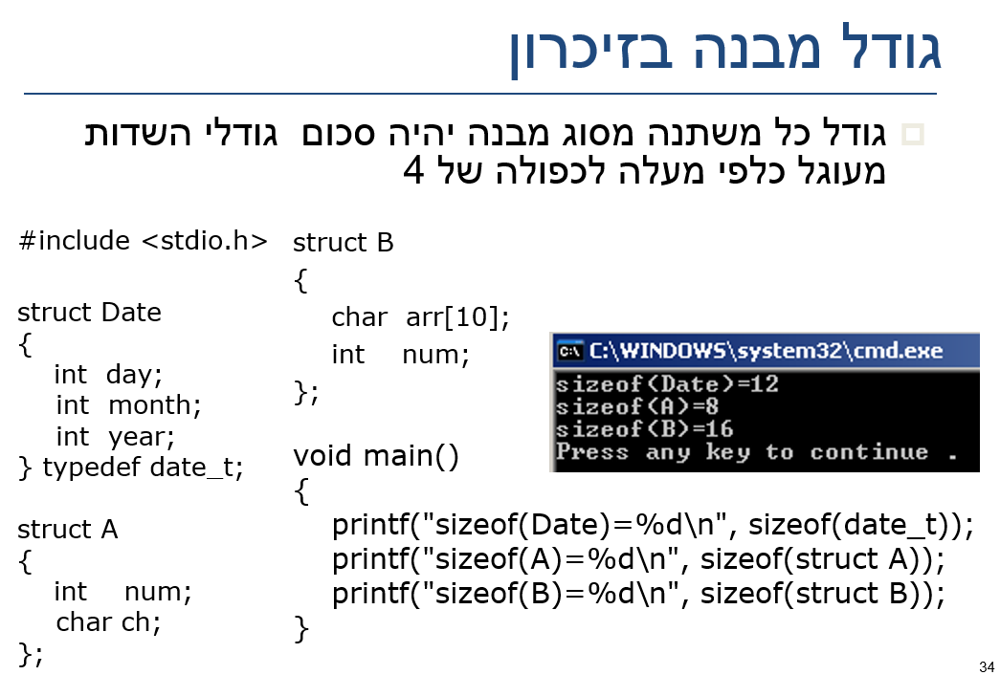 גודל מבנה בזיכרון
גודל כל משתנה מסוג מבנה יהיה סכום  גודלי השדות
מעוגל כלפי מעלה לכפולה של 4
#include <stdio.h>
struct Date
{
int  day;
int  month;
int  year;
} typedef date_t;
struct A
{
int    num;
char ch;
};
struct B
{
char  arr[10];
int    num;
};
void main()
{
printf("sizeof(Date)=%d\n", sizeof(date_t));
printf("sizeof(A)=%d\n", sizeof(struct A));
printf("sizeof(B)=%d\n", sizeof(struct B));
}
C:\WINDOWS\system32\cmd.exe
sizeof(Date)=12
sizeof(A)=8
sizeof(B)=16
Press any key to continue .
34